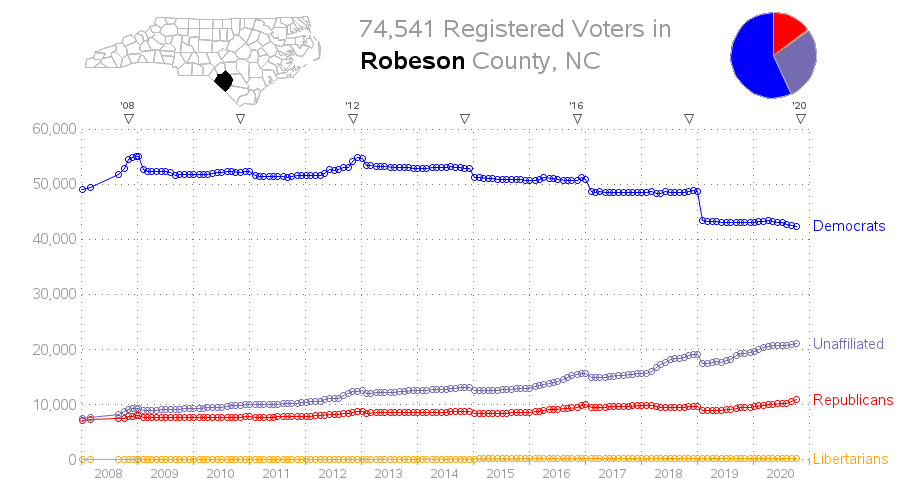 74,541 Registered Voters in
Robeson County, NC
'08 '12 '16 '20
60,000
50,000
40,000
30,000
20,000
10,000
0
Democrats
Unaffiliated
Republicans
Libertarians
2008 2009 2010 2011 2012 2013 2014 2015 2016 2017 2018 2019 2020